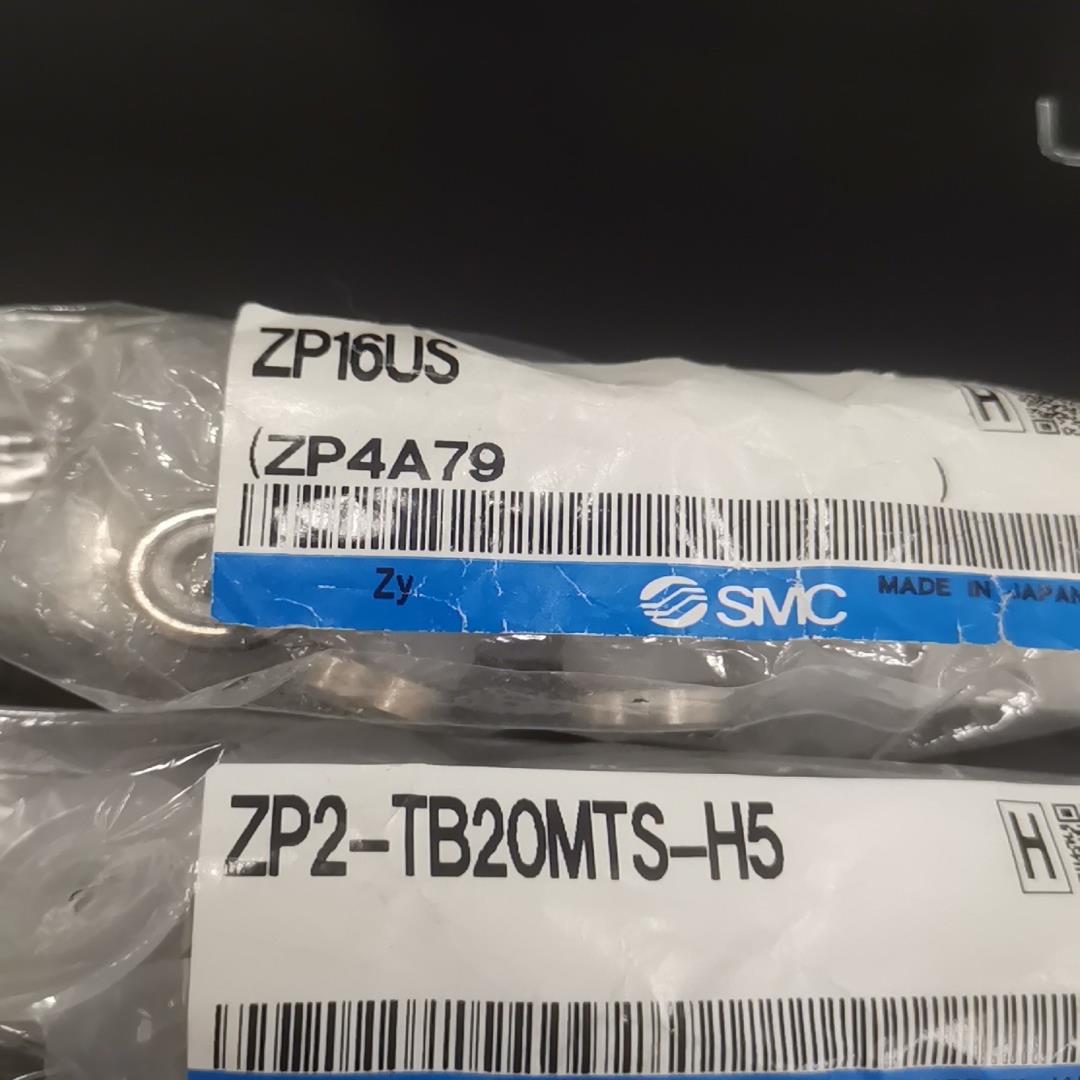 ZP16US
H
(ZP4A79 )
Zy
SMC
MADE IN JAPAN
ZP2-TB20MTS-H5
H